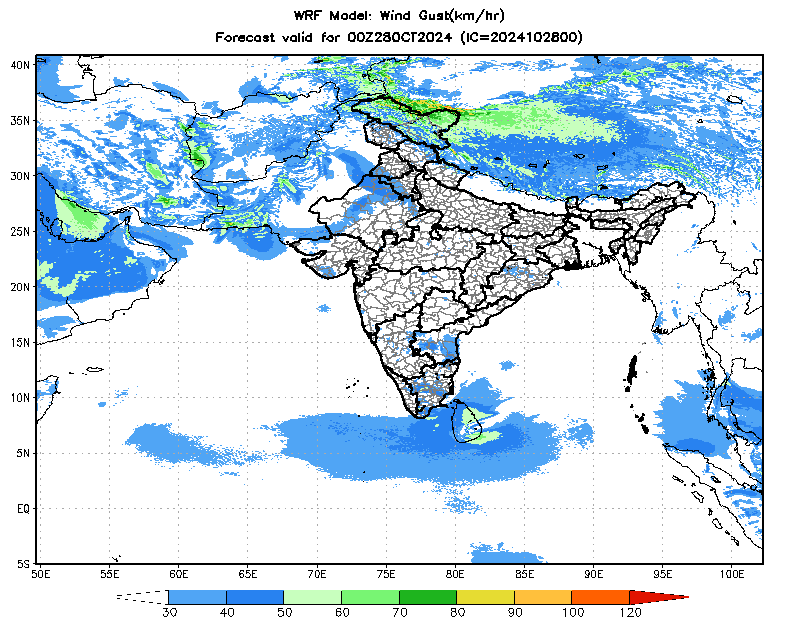 WRF Model: Wind Gust(km/hr)
Forecast valid for 00Z28OCT2024 (IC=2024102800)
40N
35N
30N
25N
20N
15N
10N
5N
EQ
5S
50E 55E 60E 65E 70E 75E 80E 85E 90E 95E 100E
30 40 50 60 70 80 90 100 120